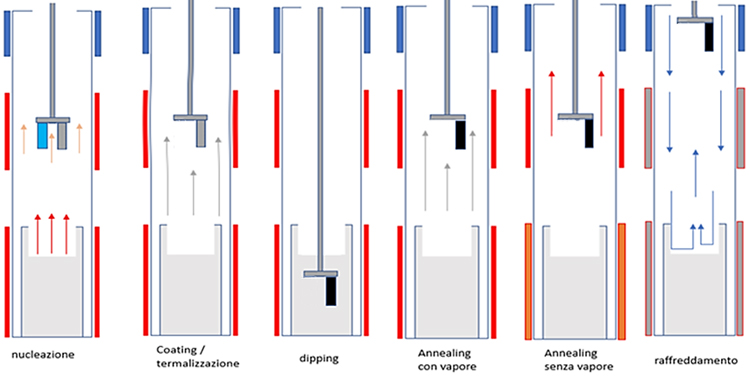 nucleazione
Coating /
termalizzazione
dipping
Annealing
con vapore
Annealing
senza vapore
raffreddamento